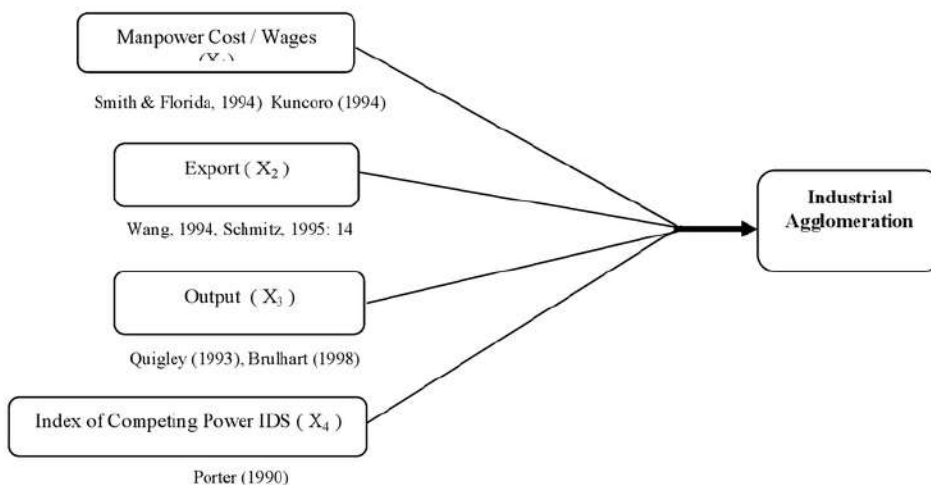 Manpower Cost / Wages
Smith & Florida, 1994) Kuncoro (1994)
Export ( X₂ )
Wang, 1994, Schmitz, 1995: 14
Output ( X₃ )
Quigley (1993), Brulhart (1998)
Index of Competing Power IDS ( X₄ )
Porter (1990)
Industrial
Agglomeration